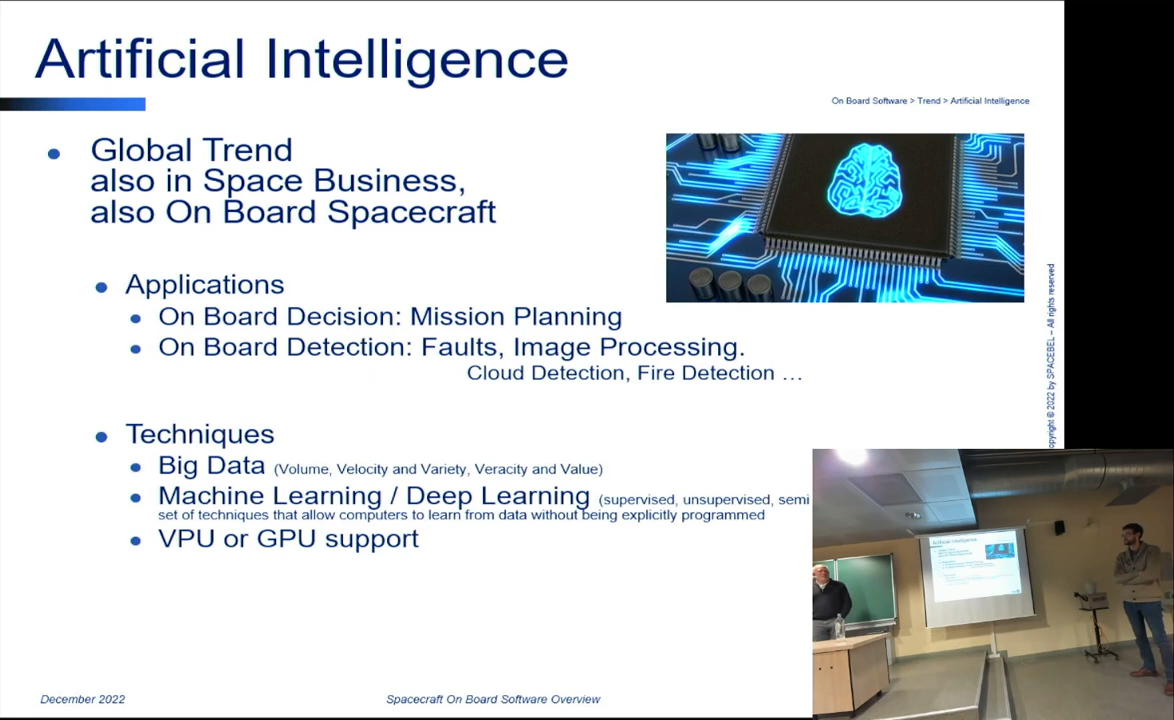 Artificial Intelligence
On Board Software > Trend > Artificial Intelligence
Global Trend
also in Space Business,
also On Board Spacecraft
Applications
On Board Decision: Mission Planning
On Board Detection: Faults, Image Processing.
Cloud Detection, Fire Detection …
Techniques
Big Data (Volume, Velocity and Variety, Veracity and Value)
Machine Learning / Deep Learning (supervised, unsupervised, semi
set of techniques that allow computers to learn from data without being explicitly programmed
VPU or GPU support
opyright © 2022 by SPACEBEL – All rights reserved
December 2022
Spacecraft On Board Software Overview
Artificial Intelligence